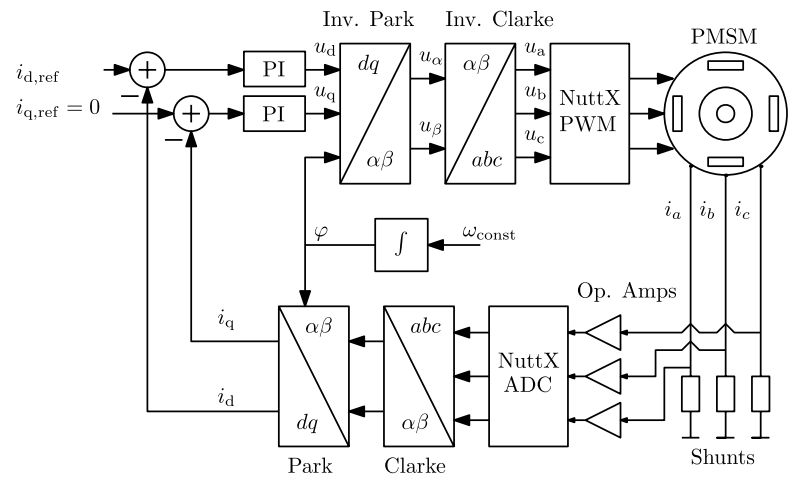 Inv. Park Inv. Clarke
PMSM
i_d,ref + PI u_d dq u_α αβ u_a
i_q,ref = 0 − + PI u_q u_b NuttX
PWM
− αβ u_β abc u_c
i_a i_b i_c
φ ∫ ω_const
Op. Amps
i_q αβ abc
NuttX
ADC
i_d dq αβ
Park Clarke Shunts